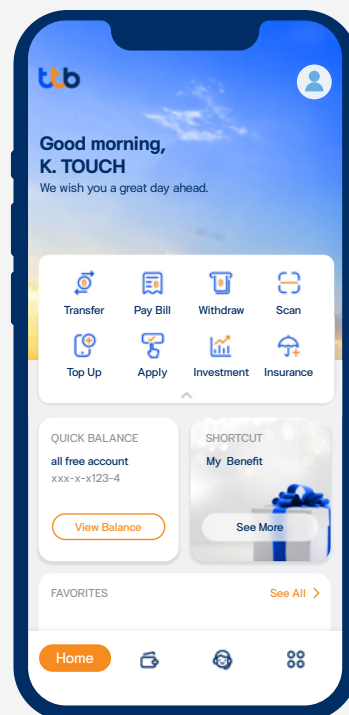 ttb
Good morning,
K. TOUCH
We wish you a great day ahead.
Transfer
Pay Bill
Withdraw
Scan
Top Up
Apply
Investment
Insurance
QUICK BALANCE
all free account
xxx-x-x123-4
View Balance
SHORTCUT
My Benefit
See More
FAVORITES
See All
Home